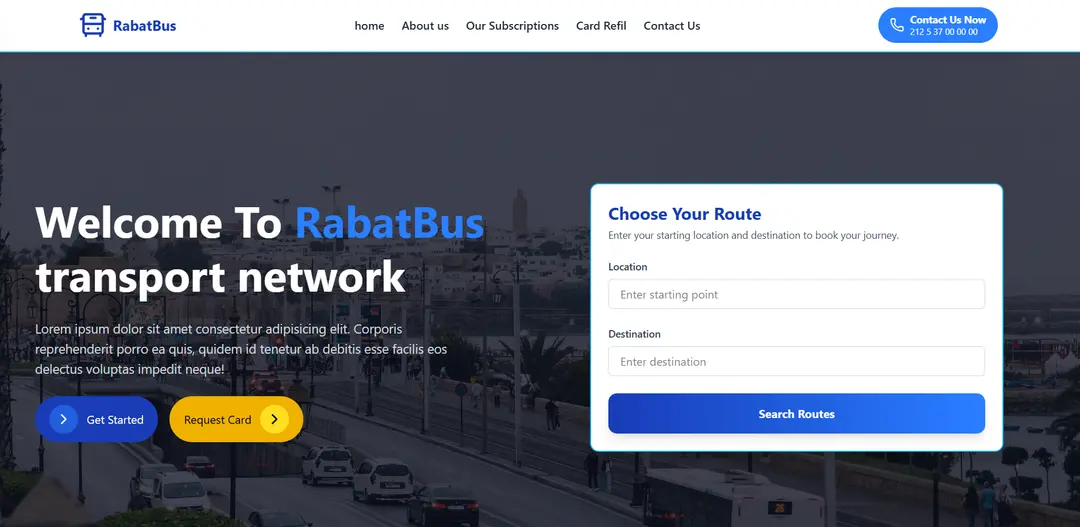 RabatBus
home About us Our Subscriptions Card Refil Contact Us
Contact Us Now
212 5 37 00 00 00
Welcome To RabatBus
transport network
Lorem ipsum dolor sit amet consectetur adipisicing elit. Corporis
reprehenderit porro ea quis, quidem id tenetur ab debitis esse facilis eos
delectus voluptas impedit neque!
Get Started
Request Card
Choose Your Route
Enter your starting location and destination to book your journey.
Location
Enter starting point
Destination
Enter destination
Search Routes
26